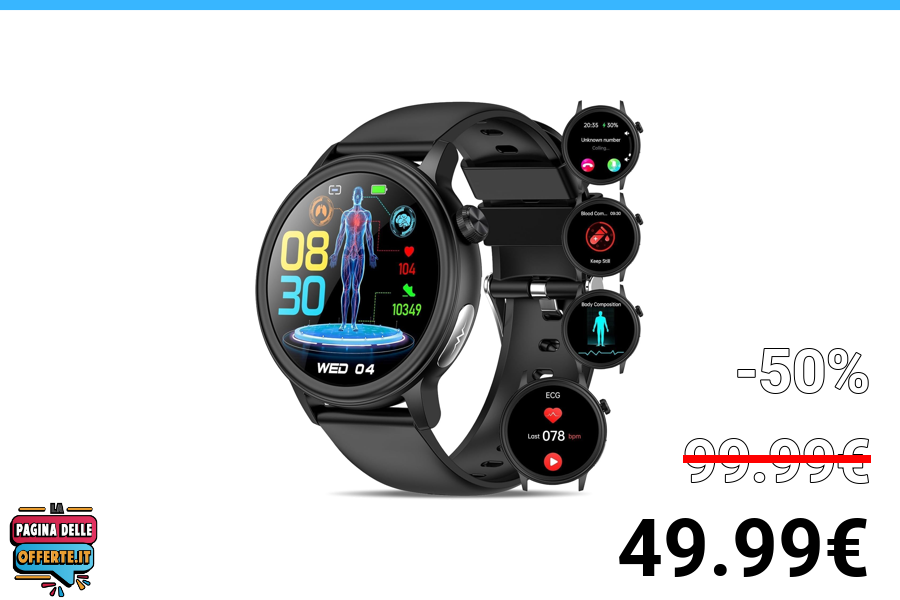 20:35 30%
Unknown number
Calling...
Blood Com... 09:30
Keep Still
08
30
104
10349
WED 04
Body Composition
ECG
Last 078 bpm
-50%
99.99€
49.99€
LA
PAGINA DELLE
OFFERTE.IT